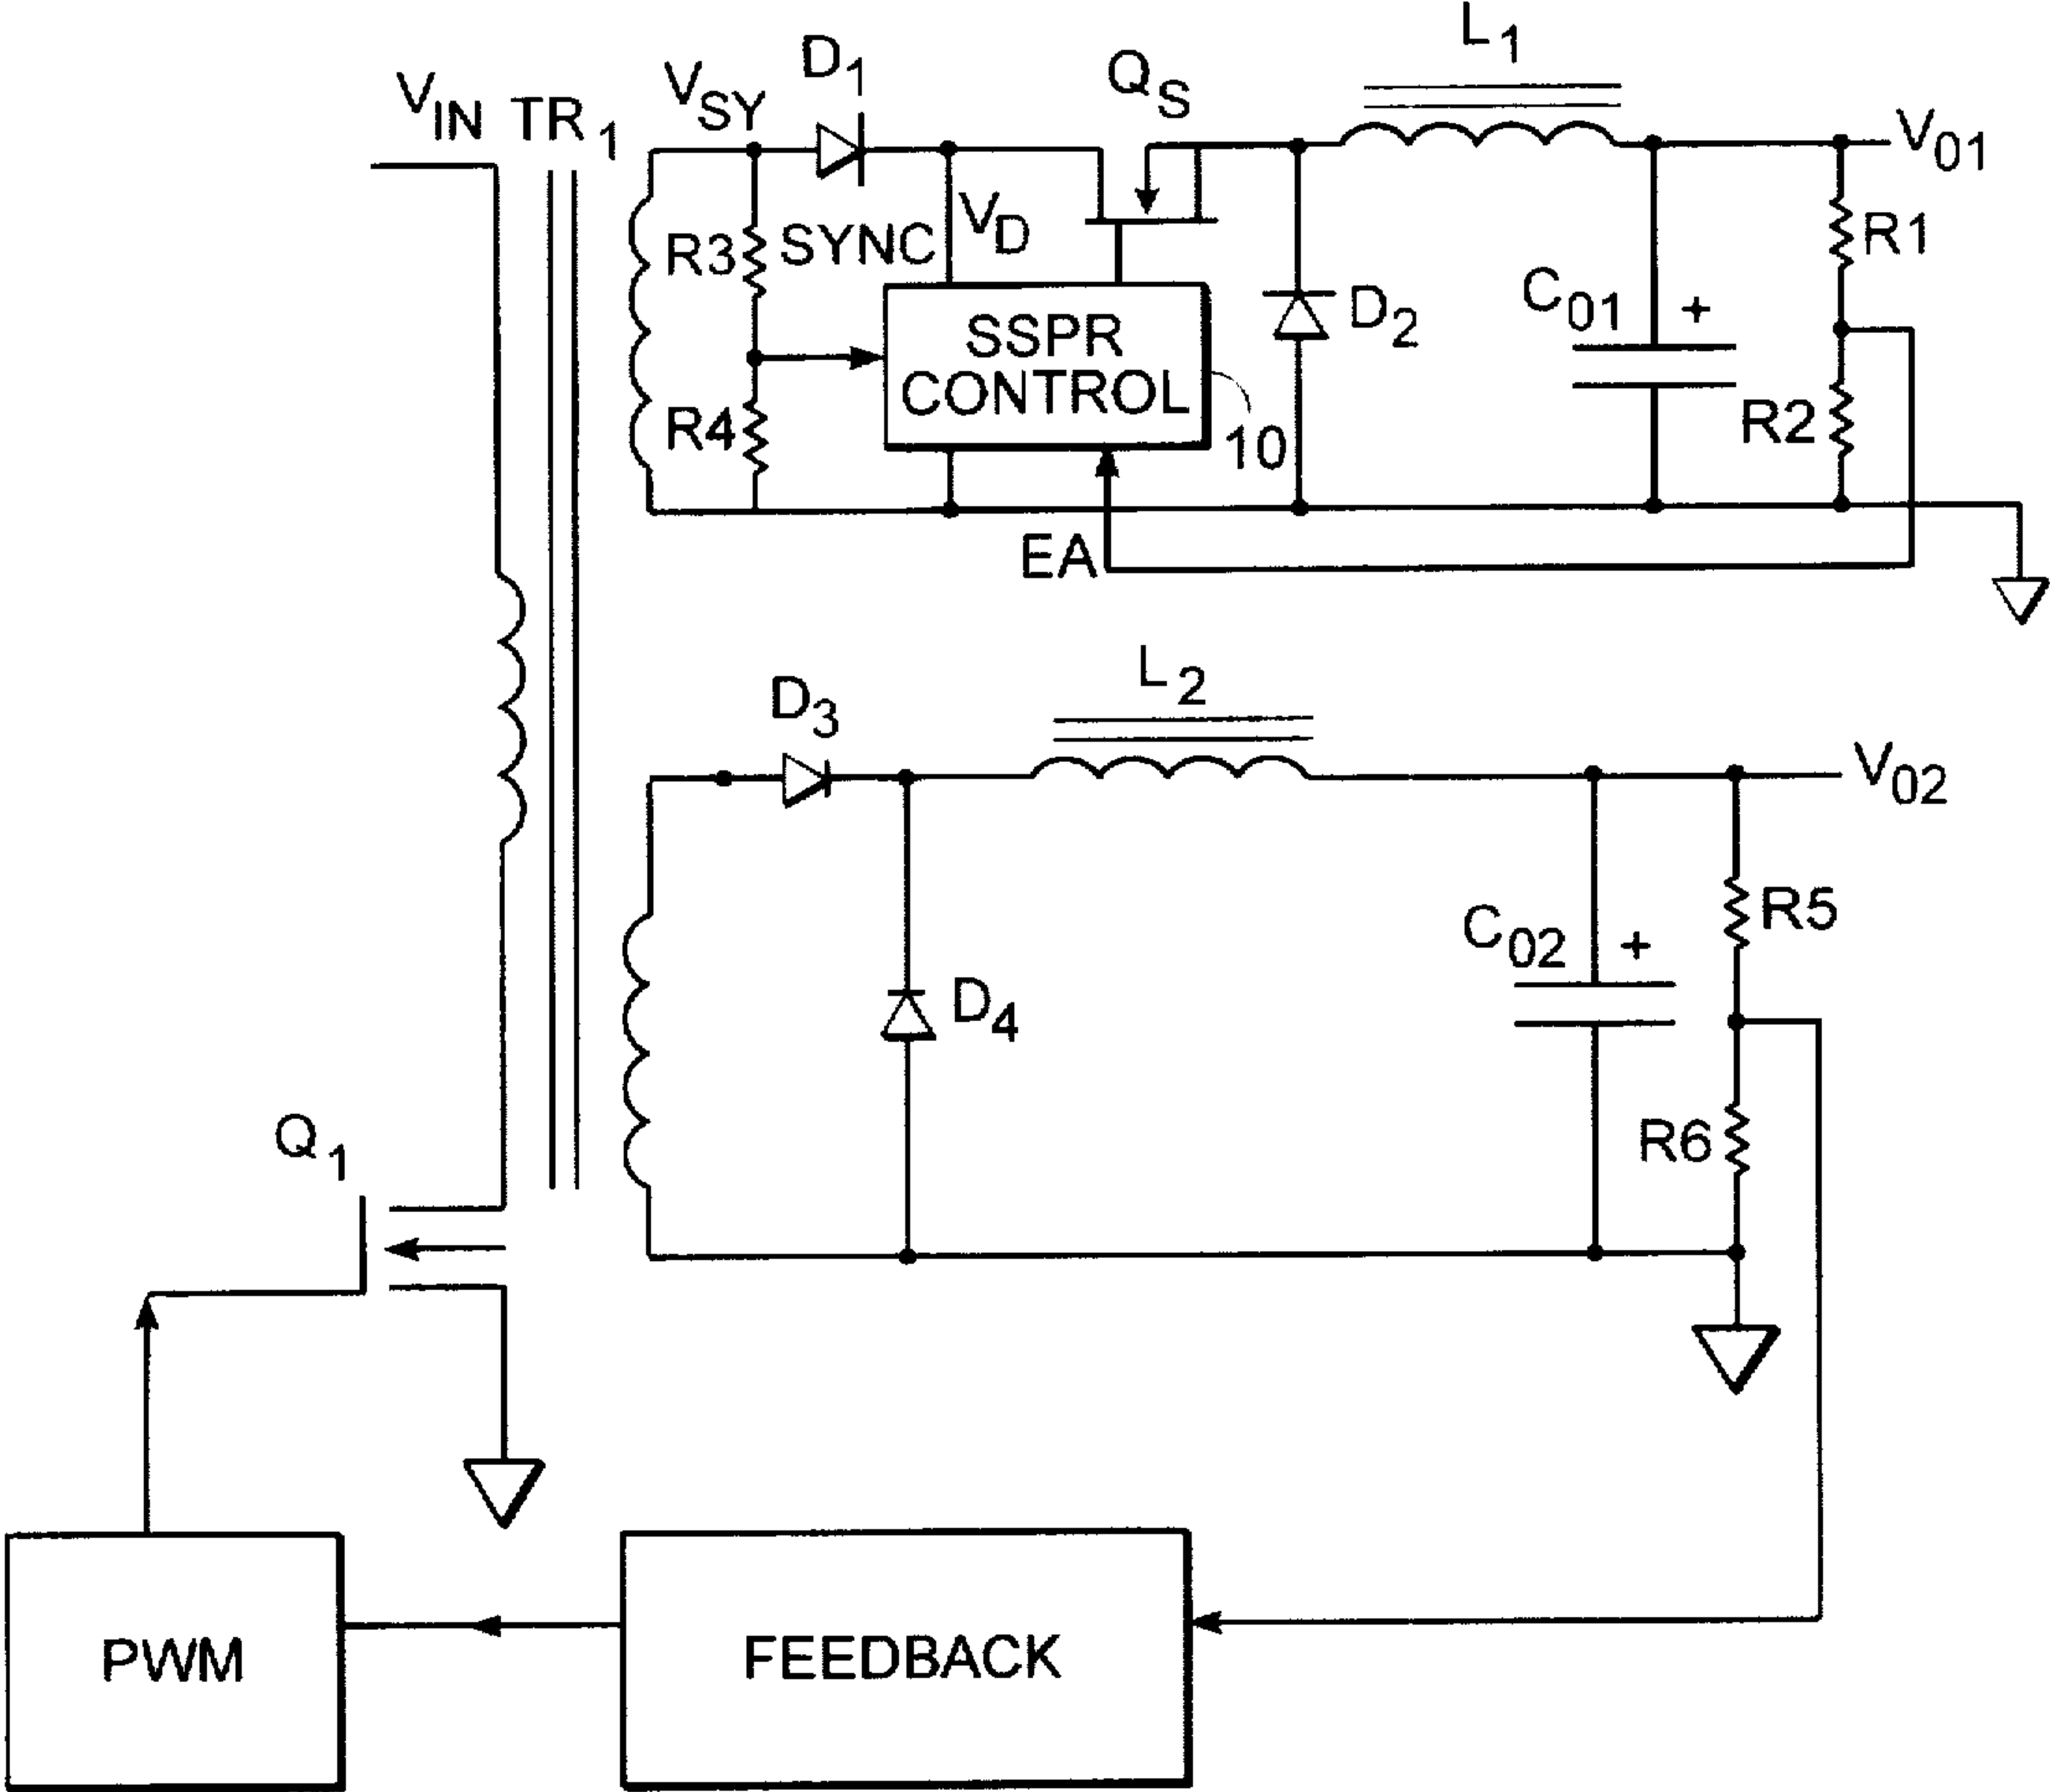 L1
D1
QS
VIN TR1
VSY
V01
R3
SYNC
VD
R1
C01 +
D2
SSPR
CONTROL
R4
10
R2
EA
L2
D3
V02
R5
C02 +
D4
Q1
R6
PWM
FEEDBACK